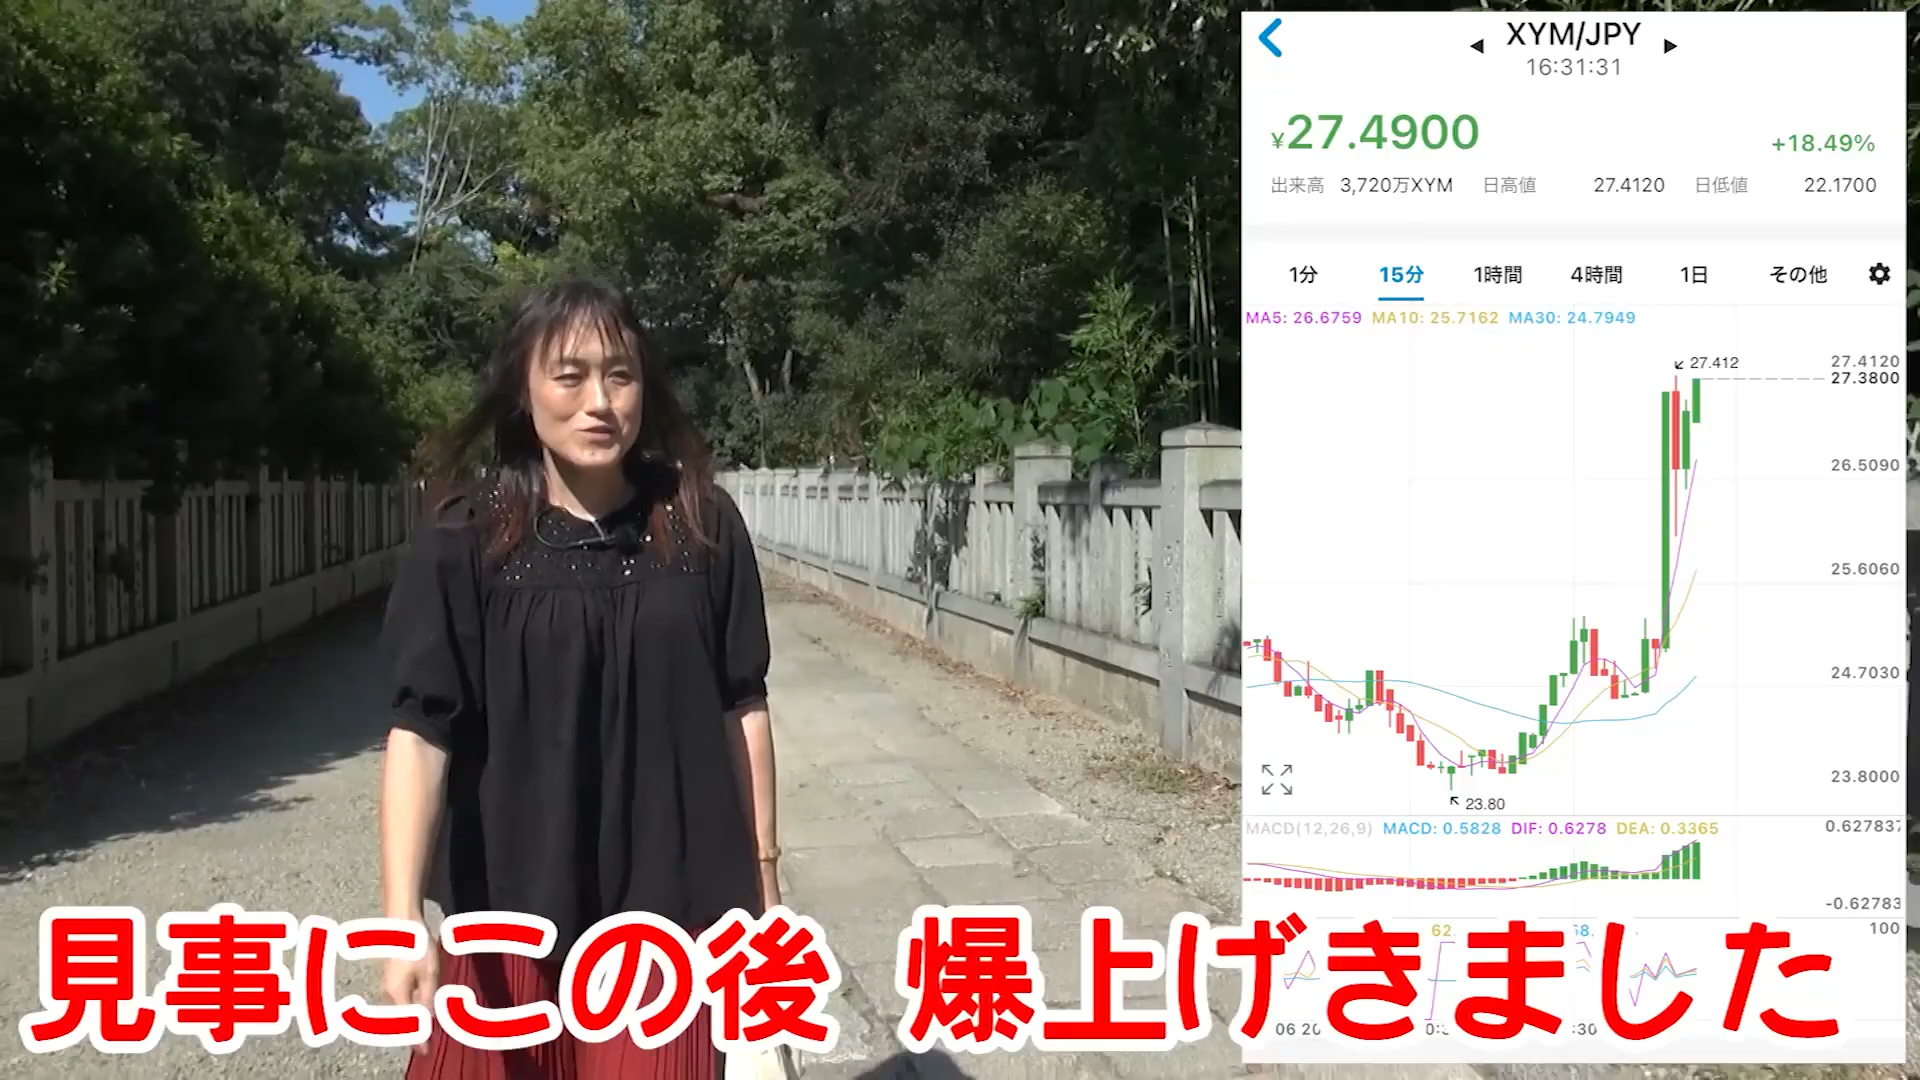 XYM/JPY
16:31:31
¥27.4900
+18.49%
出来高 3,720万XYM 日高値 27.4120 日低値 22.1700
1分 15分 1時間 4時間 1日 その他
MA5: 26.6759 MA10: 25.7162 MA30: 24.7949
27.412
27.4120
27.3800
26.5090
25.6060
24.7030
23.8000
23.80
MACD(12,26,9) MACD: 0.5828 DIF: 0.6278 DEA: 0.3365
0.627837
-0.62783
100
見事にこの後 爆上げきました
06 20